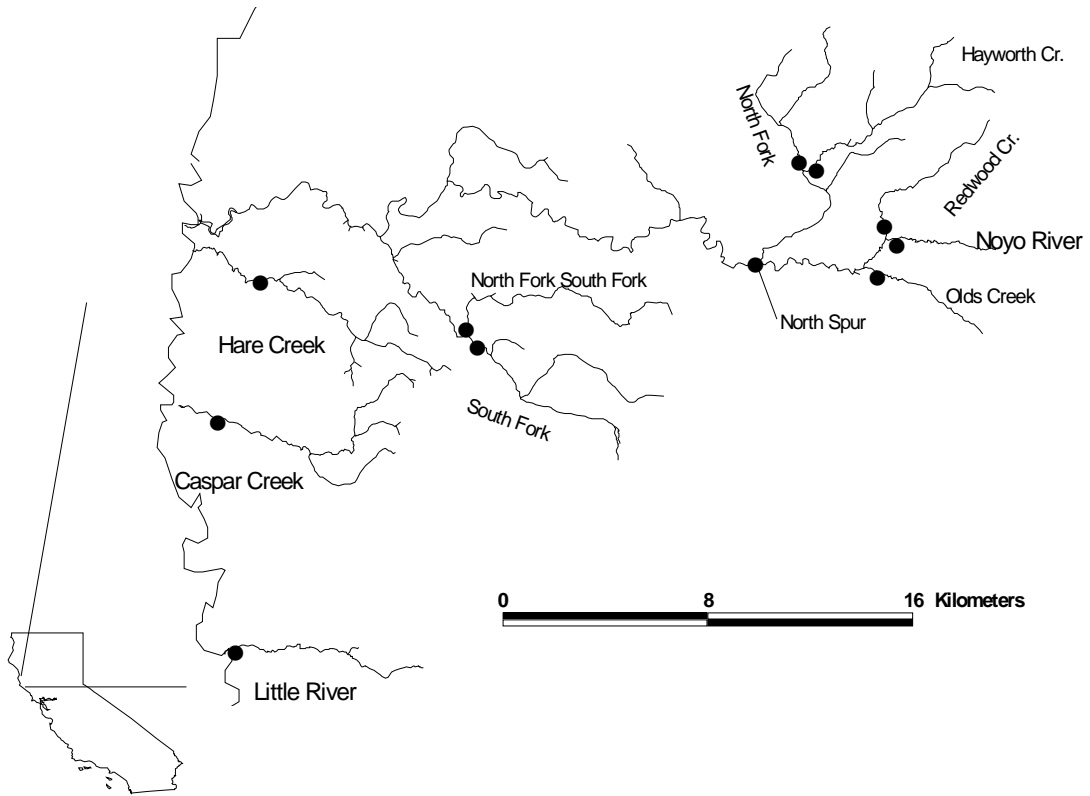 Hayworth Cr.
North Fork
Redwood Cr.
Noyo River
North Fork South Fork
Olds Creek
North Spur
Hare Creek
South Fork
Caspar Creek
0 8 16 Kilometers
Little River